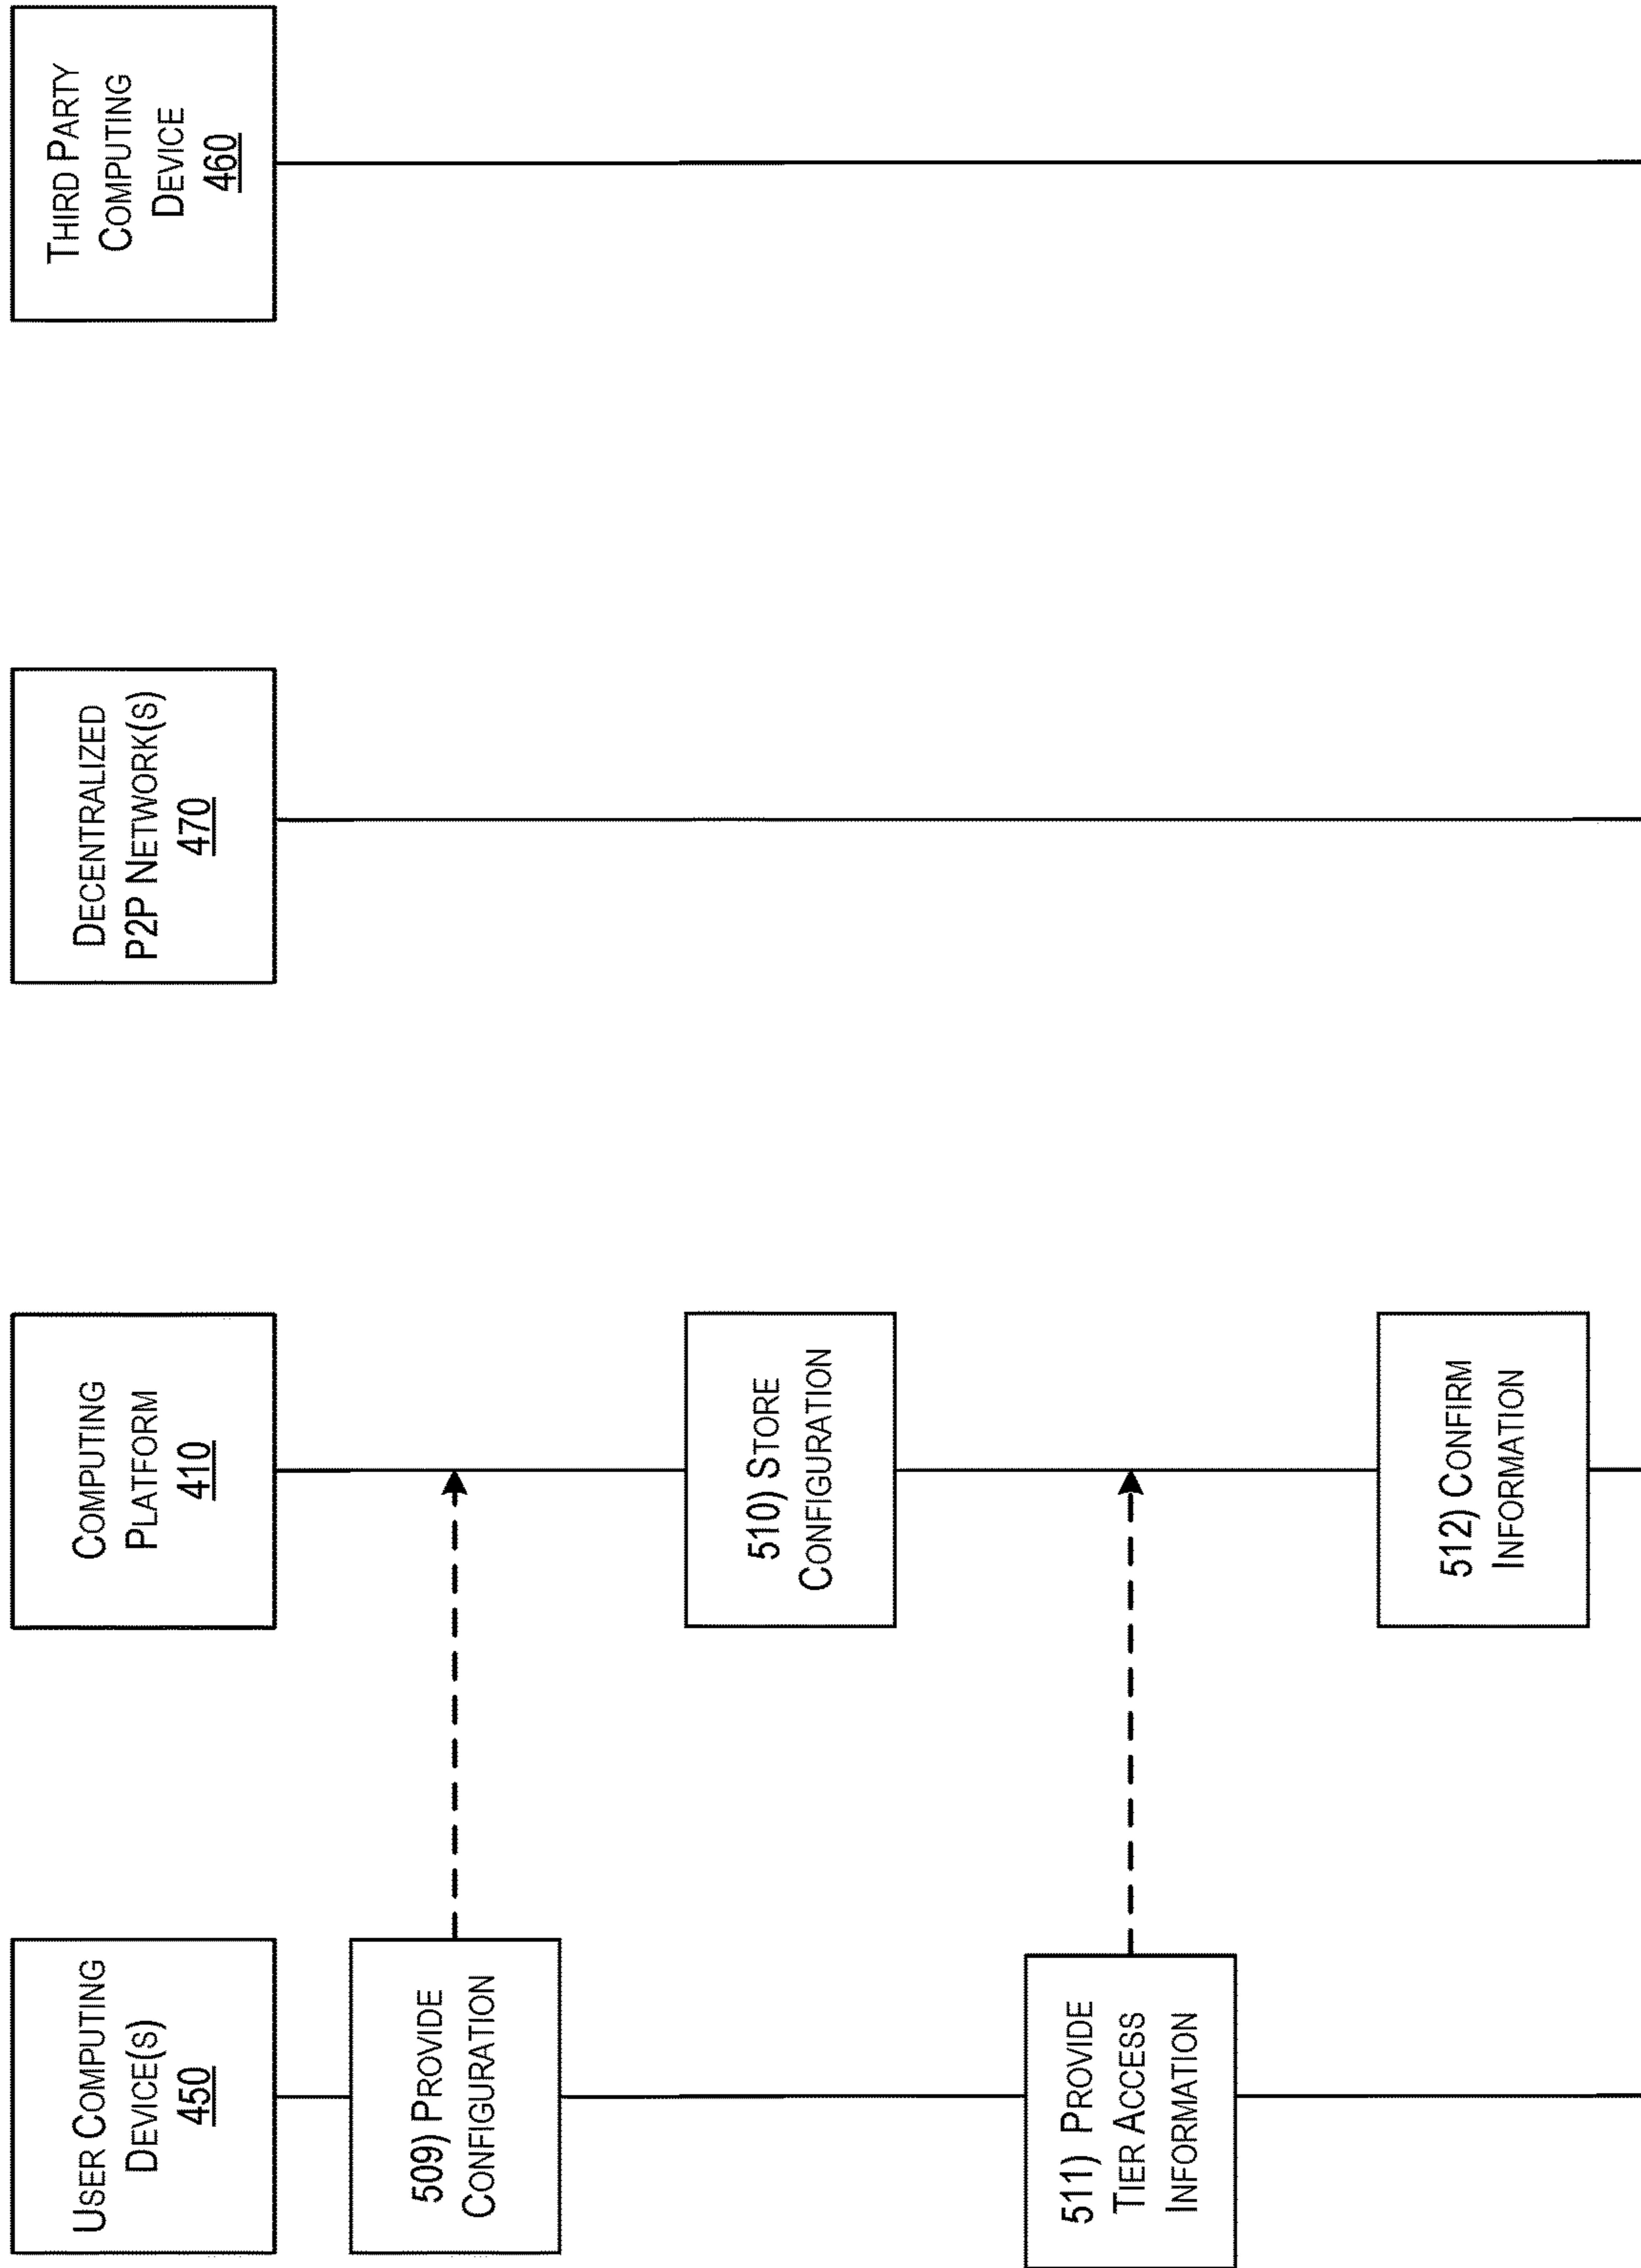 USER COMPUTING
DEVICE(S)
450
COMPUTING
PLATFORM
410
DECENTRALIZED
P2P NETWORK(S)
470
THIRD PARTY
COMPUTING
DEVICE
460
509) PROVIDE
CONFIGURATION
510) STORE
CONFIGURATION
511) PROVIDE
TIER ACCESS
INFORMATION
512) CONFIRM
INFORMATION